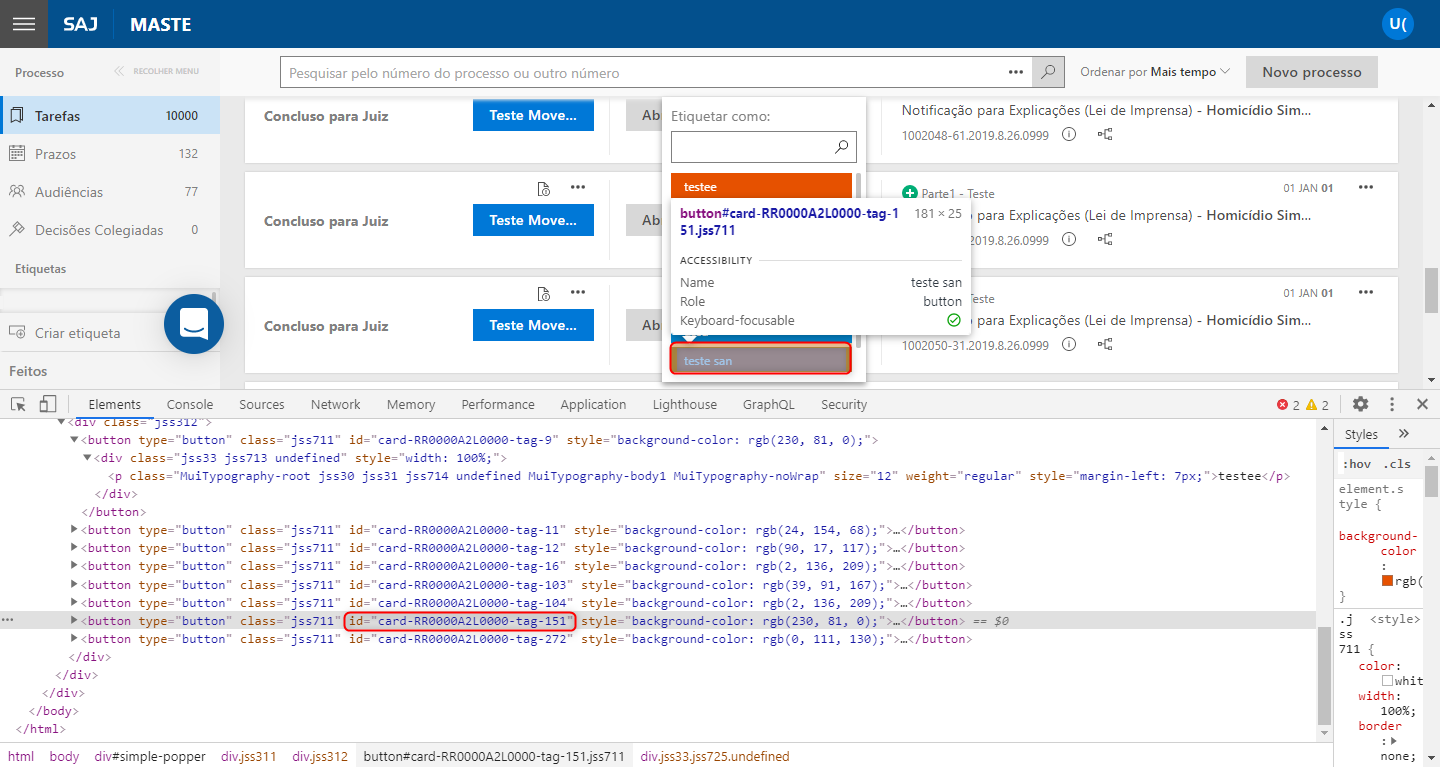 SAJ MASTE U(
Processo RECOLHER MENU
Pesquisar pelo número do processo ou outro número ••• Ordenar por Mais tempo Novo processo
Tarefas 10000
Prazos 132
Audiências 77
Decisões Colegiadas 0
Etiquetas
Criar etiqueta
Feitos
Concluso para Juiz Teste Move... Ab
Notificação para Explicações (Lei de Imprensa) - Homicídio Sim...
1002048-61.2019.8.26.0999
Etiquetar como:
testee
Parte1 - Teste 01 JAN 01 •••
Concluso para Juiz Teste Move... Ab
para Explicações (Lei de Imprensa) - Homicídio Sim...
.2019.8.26.0999
button#card-RR0000A2L0000-tag-1 181 × 25
51.jss711
ACCESSIBILITY
Name teste san
Role button
Keyboard-focusable
Teste 01 JAN 01 •••
Concluso para Juiz Teste Move... Ab
para Explicações (Lei de Imprensa) - Homicídio Sim...
1002050-31.2019.8.26.0999
teste san
Elements Console Sources Network Memory Performance Application Lighthouse GraphQL Security 2 2
<div class="jss312">
<button type="button" class="jss711" id="card-RR0000A2L0000-tag-9" style="background-color: rgb(230, 81, 0);">
<div class="jss33 jss713 undefined" style="width: 100%;">
<p class="MuiTypography-root jss30 jss31 jss714 undefined MuiTypography-body1 MuiTypography-noWrap" size="12" weight="regular" style="margin-left: 7px;">testee</p>
</div>
</button>
<button type="button" class="jss711" id="card-RR0000A2L0000-tag-11" style="background-color: rgb(24, 154, 68);">…</button>
<button type="button" class="jss711" id="card-RR0000A2L0000-tag-12" style="background-color: rgb(90, 17, 117);">…</button>
<button type="button" class="jss711" id="card-RR0000A2L0000-tag-16" style="background-color: rgb(2, 136, 209);">…</button>
<button type="button" class="jss711" id="card-RR0000A2L0000-tag-103" style="background-color: rgb(39, 91, 167);">…</button>
<button type="button" class="jss711" id="card-RR0000A2L0000-tag-104" style="background-color: rgb(2, 136, 209);">…</button>
<button type="button" class="jss711" id="card-RR0000A2L0000-tag-151" style="background-color: rgb(230, 81, 0);">…</button> == $0
<button type="button" class="jss711" id="card-RR0000A2L0000-tag-272" style="background-color: rgb(0, 111, 130);">…</button>
</div>
</div>
</div>
</body>
</html>
html body div#simple-popper div.jss311 div.jss312 button#card-RR0000A2L0000-tag-151.jss711 div.jss33.jss725.undefined
Styles
:hov .cls
element.s
tyle {
background-
color
:
rgb(
}
.j <style>
ss
711 {
color:
whit
width:
100%;
border
:
none;